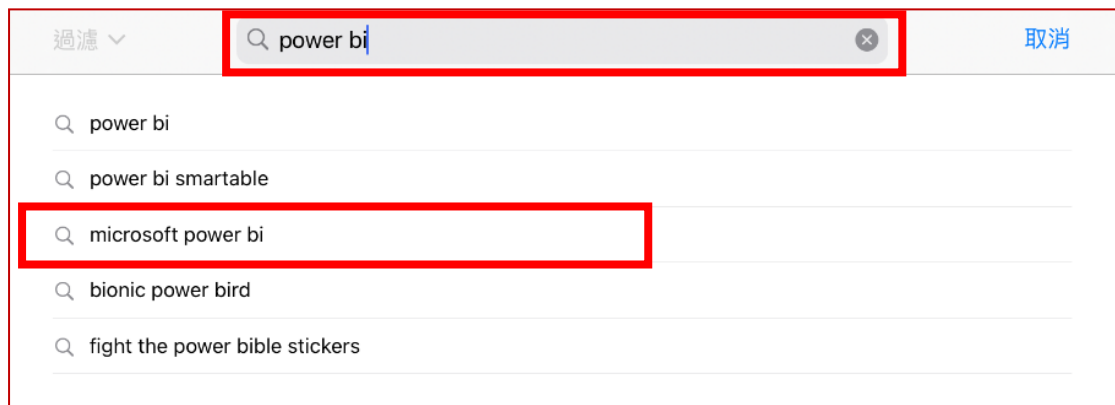 過濾 power bi 取消
power bi
power bi smartable
microsoft power bi
bionic power bird
fight the power bible stickers